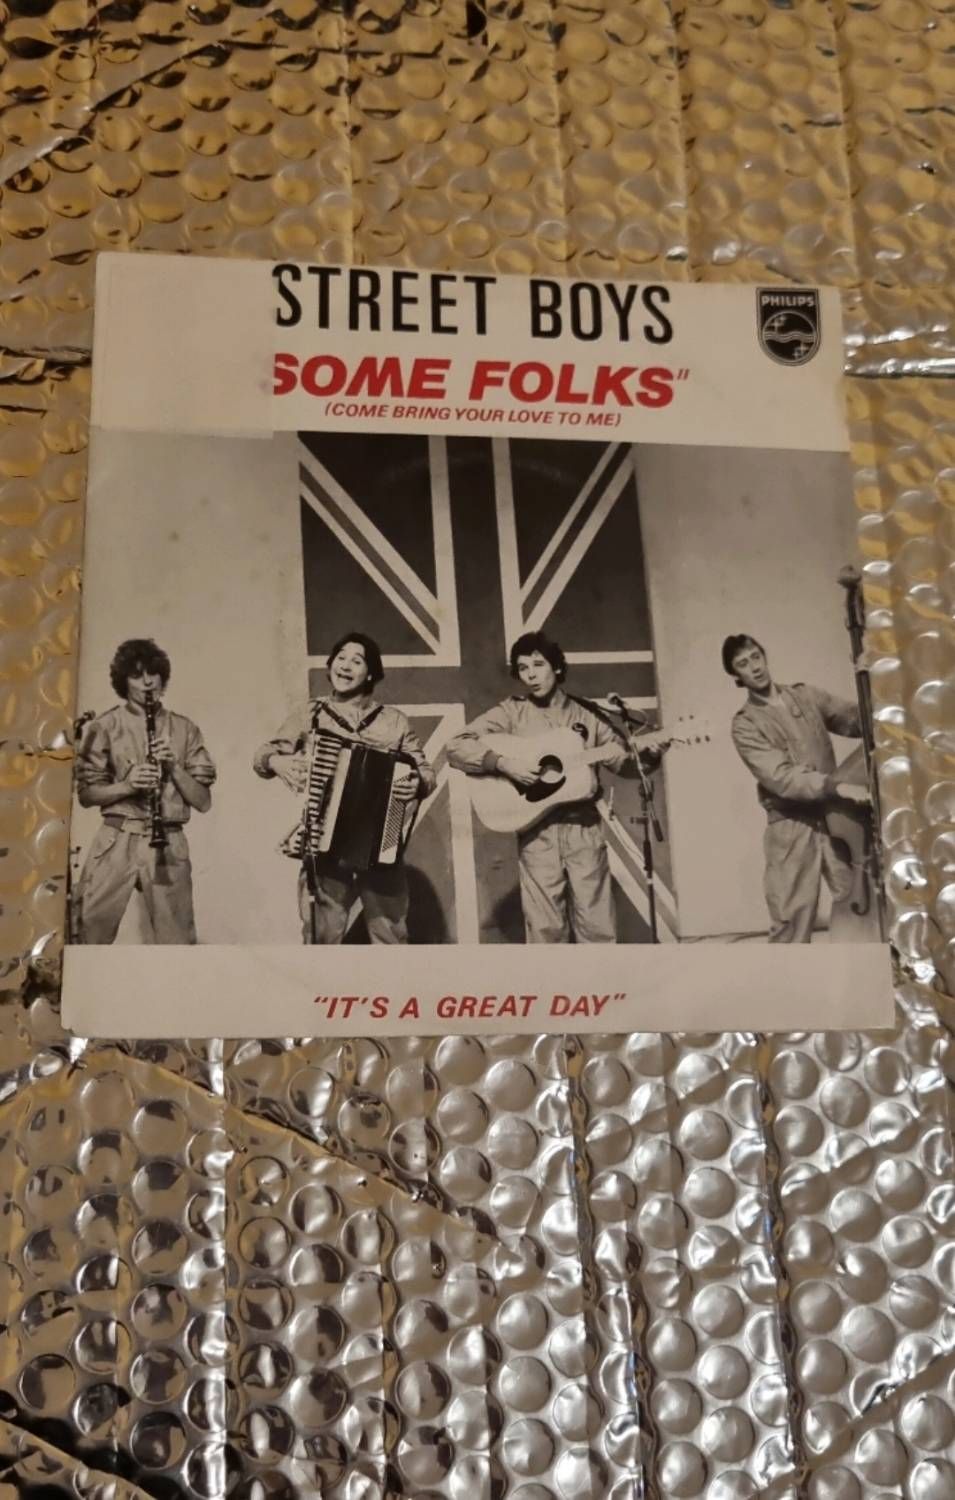 STREET BOYS
PHILIPS
SOME FOLKS"
(COME BRING YOUR LOVE TO ME)
"IT'S A GREAT DAY"